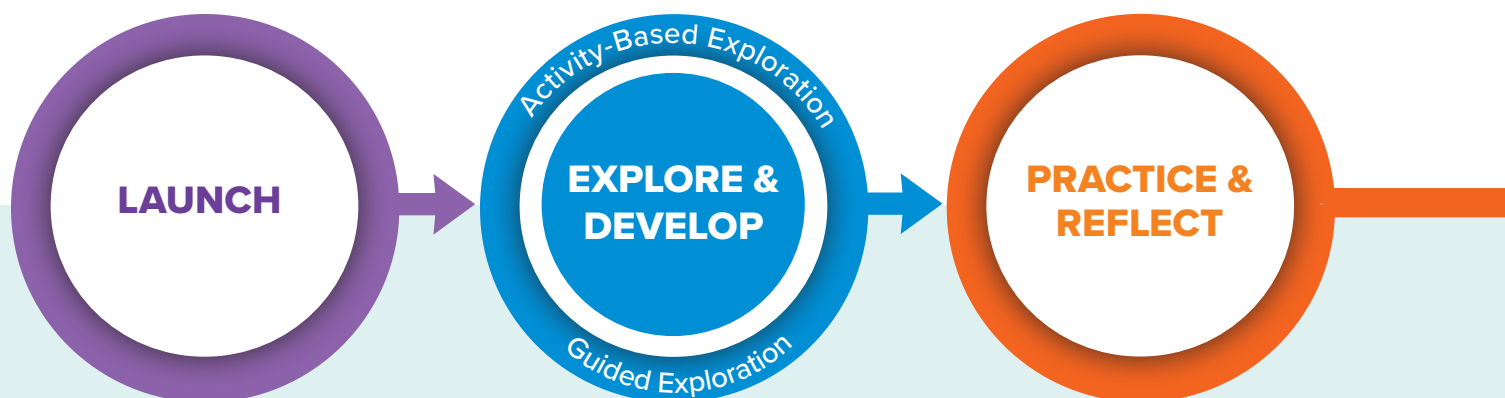 LAUNCH
Activity-Based Exploration
EXPLORE &
DEVELOP
Guided Exploration
PRACTICE &
REFLECT